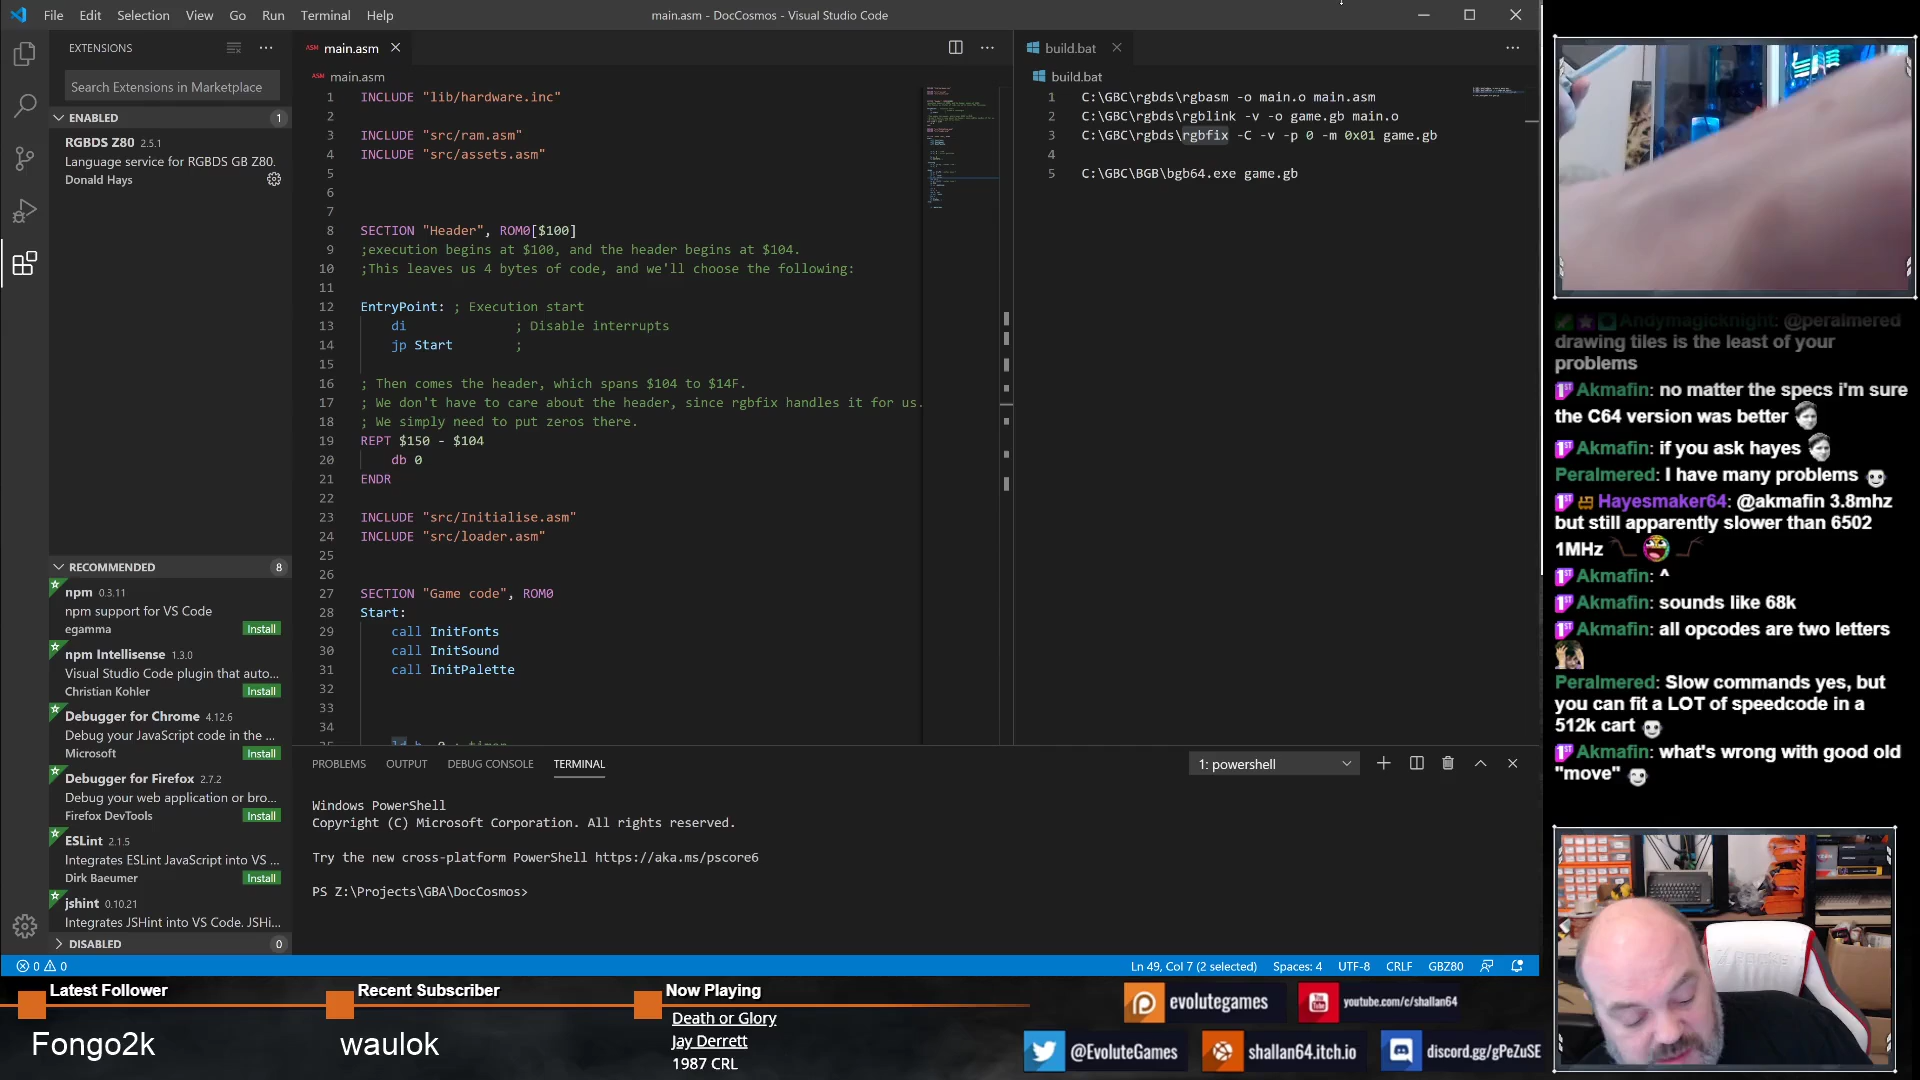 File Edit Selection View Go Run Terminal Help
main.asm - DocCosmos - Visual Studio Code
EXTENSIONS
Search Extensions in Marketplace
ENABLED 1
RGBDS Z80 2.5.1
Language service for RGBDS GB Z80.
Donald Hays
RECOMMENDED 8
npm 0.3.11
npm support for VS Code
egamma Install
npm Intellisense 1.3.0
Visual Studio Code plugin that auto...
Christian Kohler Install
Debugger for Chrome 4.12.6
Debug your JavaScript code in the ...
Microsoft Install
Debugger for Firefox 2.7.2
Debug your web application or bro...
Firefox DevTools Install
ESLint 2.1.5
Integrates ESLint JavaScript into VS ...
Dirk Baeumer Install
jshint 0.10.21
Integrates JSHint into VS Code. JSHi...
DISABLED 0
ASM main.asm
ASM main.asm
1 INCLUDE "lib/hardware.inc"
2
3 INCLUDE "src/ram.asm"
4 INCLUDE "src/assets.asm"
5
6
7
8 SECTION "Header", ROM0[$100]
9 ;execution begins at $100, and the header begins at $104.
10 ;This leaves us 4 bytes of code, and we'll choose the following:
11
12 EntryPoint: ; Execution start
13 di ; Disable interrupts
14 jp Start ;
15
16 ; Then comes the header, which spans $104 to $14F.
17 ; We don't have to care about the header, since rgbfix handles it for us.
18 ; We simply need to put zeros there.
19 REPT $150 - $104
20 db 0
21 ENDR
22
23 INCLUDE "src/Initialise.asm"
24 INCLUDE "src/loader.asm"
25
26
27 SECTION "Game code", ROM0
28 Start:
29 call InitFonts
30 call InitSound
31 call InitPalette
32
33
34
build.bat
build.bat
1 C:\GBC\rgbds\rgbasm -o main.o main.asm
2 C:\GBC\rgbds\rgblink -v -o game.gb main.o
3 C:\GBC\rgbds\rgbfix -C -v -p 0 -m 0x01 game.gb
4
5 C:\GBC\BGB\bgb64.exe game.gb
PROBLEMS OUTPUT DEBUG CONSOLE TERMINAL
1: powershell
Windows PowerShell
Copyright (C) Microsoft Corporation. All rights reserved.
Try the new cross-platform PowerShell https://aka.ms/pscore6
PS Z:\Projects\GBA\DocCosmos>
0 0
Ln 49, Col 7 (2 selected) Spaces: 4 UTF-8 CRLF GBZ80
Andymagicknight: @peralmered
drawing tiles is the least of your
problems
Akmafin: no matter the specs i'm sure
the C64 version was better
Akmafin: if you ask hayes
Peralmered: I have many problems
Hayesmaker64: @akmafin 3.8mhz
but still apparently slower than 6502
1MHz
Akmafin: ^
Akmafin: sounds like 68k
Akmafin: all opcodes are two letters
Peralmered: Slow commands yes, but
you can fit a LOT of speedcode in a
512k cart
Akmafin: what's wrong with good old
"move"
Latest Follower
Fongo2k
Recent Subscriber
waulok
Now Playing
Death or Glory
Jay Derrett
1987 CRL
evolutegames
youtube.com/c/shallan64
@EvoluteGames
shallan64.itch.io
discord.gg/gPeZuSE